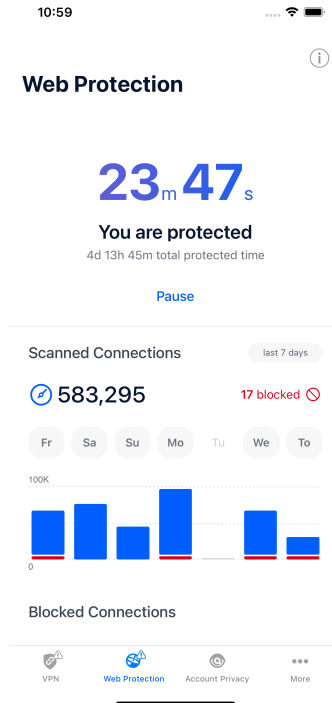 10:59
Web Protection
23m 47s
You are protected
4d 13h 45m total protected time
Pause
Scanned Connections last 7 days
583,295 17 blocked
Fr Sa Su Mo Tu We To
100K
0
Blocked Connections
VPN Web Protection Account Privacy More